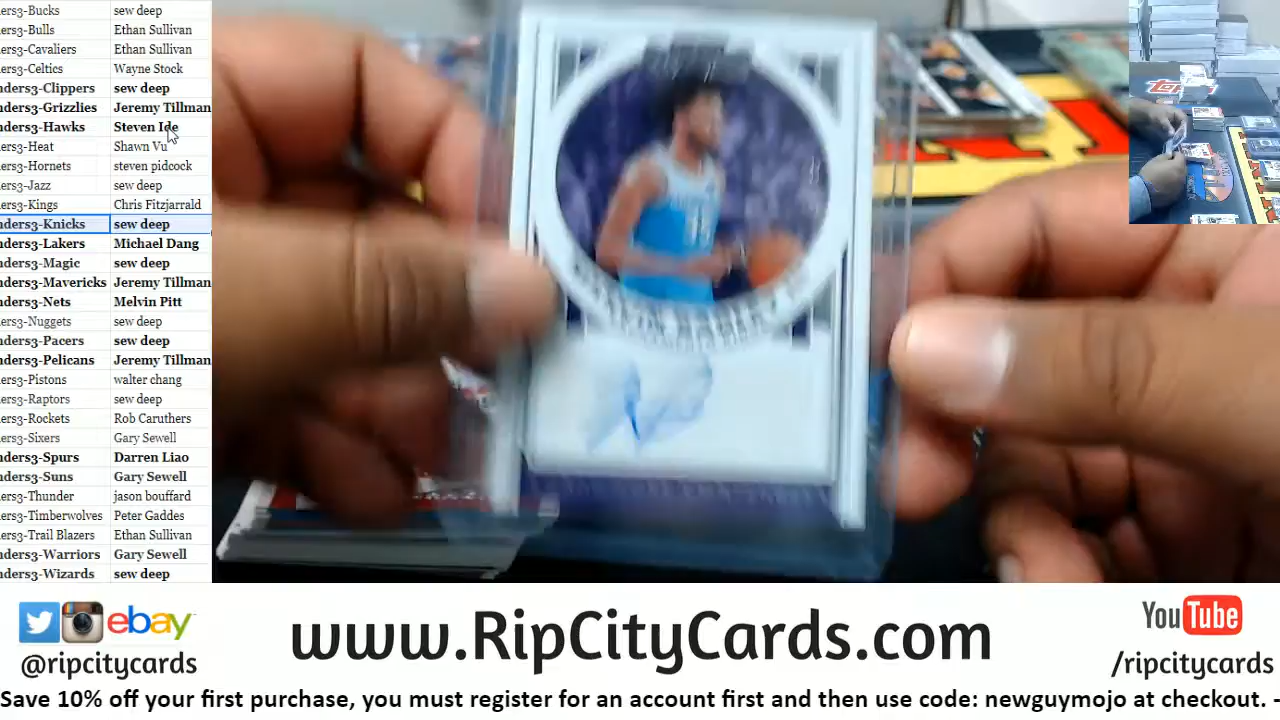 ers3-Bucks sew deep
ers3-Bulls Ethan Sullivan
ers3-Cavaliers Ethan Sullivan
ers3-Celtics Wayne Stock
ders3-Clippers sew deep
nders3-Grizzlies Jeremy Tillman
nders3-Hawks Steven Ide
ers3-Heat Shawn Vu
ers3-Hornets steven pidcock
ers3-Jazz sew deep
ers3-Kings Chris Fitzjarrald
nders3-Knicks sew deep
nders3-Lakers Michael Dang
nders3-Magic sew deep
nders3-Mavericks Jeremy Tillman
nders3-Nets Melvin Pitt
ders3-Nuggets sew deep
nders3-Pacers sew deep
nders3-Pelicans Jeremy Tillman
ers3-Pistons walter chang
ers3-Raptors sew deep
ers3-Rockets Rob Caruthers
ers3-Sixers Gary Sewell
nders3-Spurs Darren Liao
nders3-Suns Gary Sewell
ers3-Thunder jason bouffard
ers3-Timberwolves Peter Gaddes
ers3-Trail Blazers Ethan Sullivan
nders3-Warriors Gary Sewell
nders3-Wizards sew deep
topps
ebay
@ripcitycards
www.RipCityCards.com
YouTube
/ripcitycards
Save 10% off your first purchase, you must register for an account first and then use code: newguymojo at checkout. -